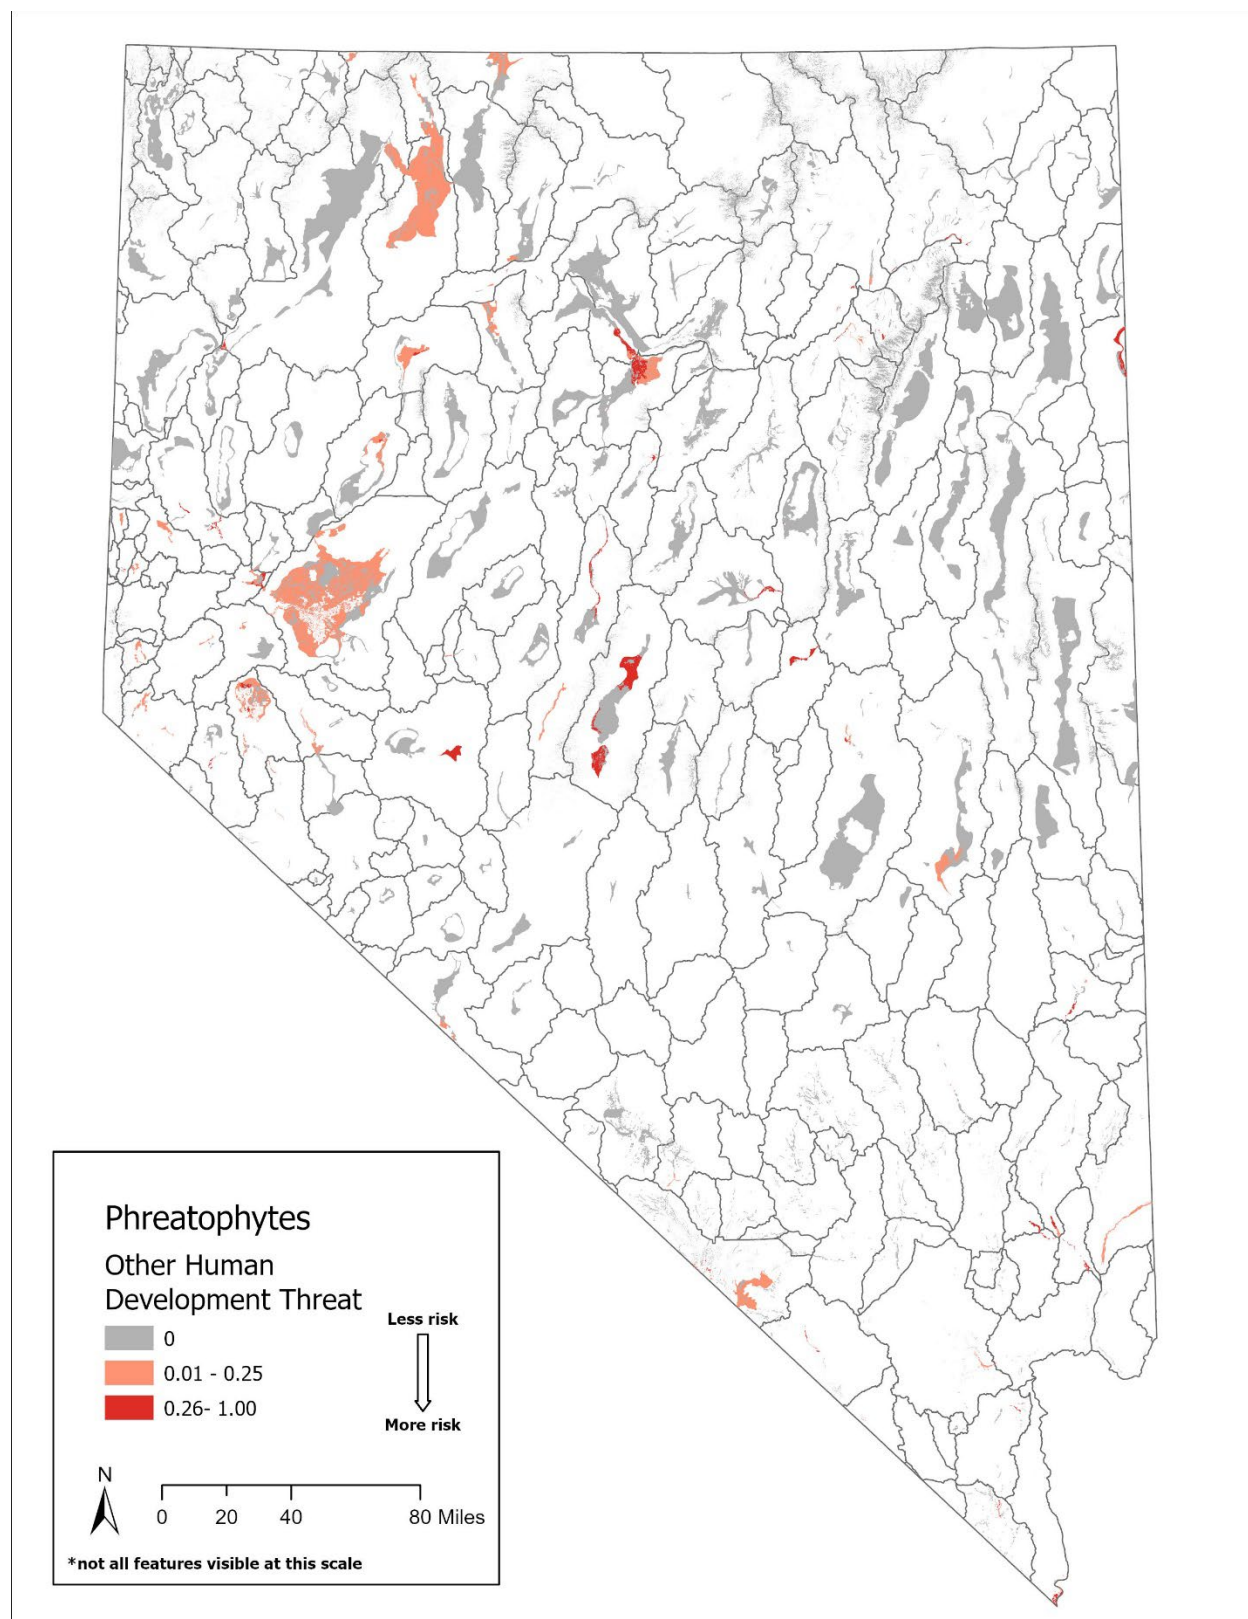 Phreatophytes
Other Human
Development Threat
Less risk
0
0.01 - 0.25
0.26- 1.00
More risk
N
0 20 40 80 Miles
*not all features visible at this scale